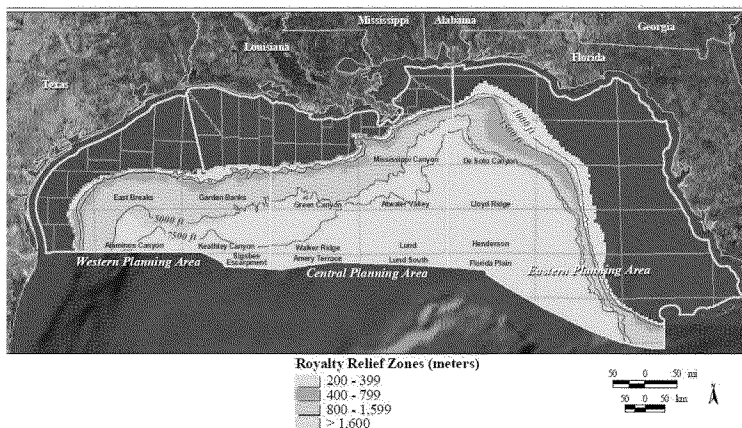 Mississippi Alabama
Georgia
Louisiana
Florida
Texas
1000 ft
Mississippi Canyon De Soto Canyon
East Breaks Garden Banks
Green Canyon Atwater Valley Lloyd Ridge
5000 ft
7500 ft
Alaminos Canyon Keathley Canyon Walker Ridge Lund Henderson
Sigsbee Escarpment Amery Terrace Lund South Florida Plain
Western Planning Area Central Planning Area Eastern Planning Area
Royalty Relief Zones (meters)
200 - 399
400 - 799
800 - 1,599
> 1,600
50 0 50 mi
50 0 50 km
N